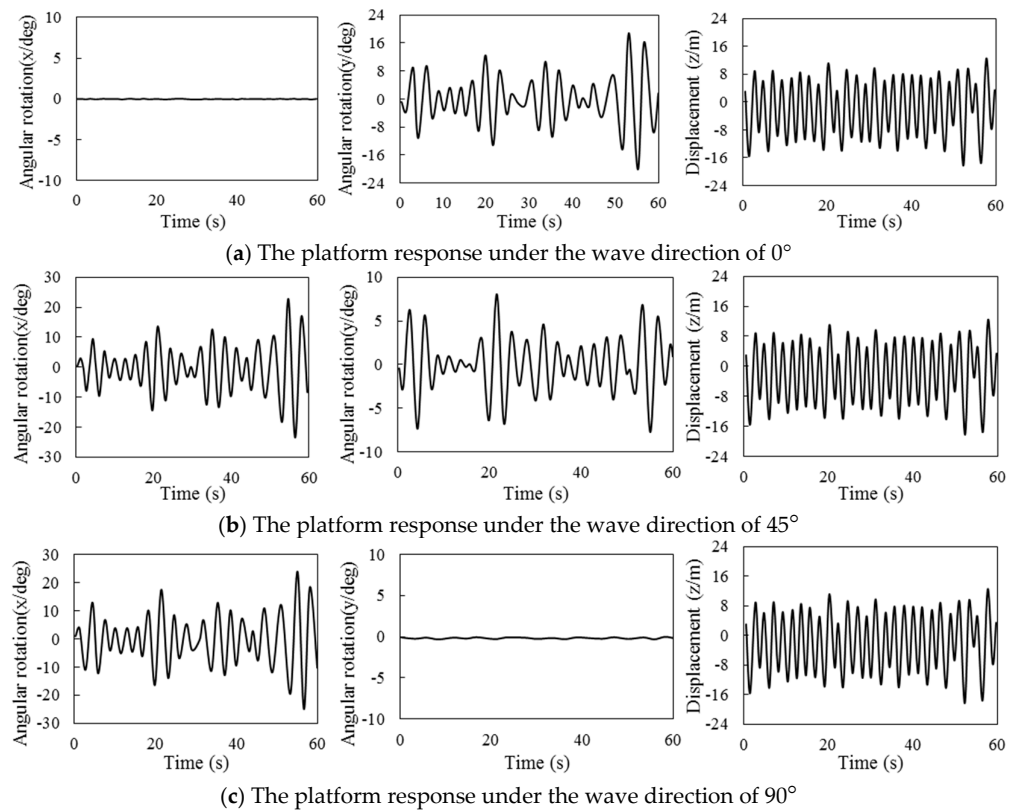 Angular rotation(x/deg)
10
5
0
-5
-10
0 20 40 60
Time (s)
Angular rotation(y/deg)
24
16
8
0
-8
-16
-24
0 10 20 30 40 50 60
Time (s)
Displacement (z/m)
24
16
8
0
-8
-16
-24
0 20 40 60
Time (s)
(a) The platform response under the wave direction of 0°
Angular rotation(x/deg)
30
20
10
0
-10
-20
-30
0 20 40 60
Time (s)
Angular rotation(y/deg)
10
5
0
-5
-10
0 20 40 60
Time (s)
Displacement (z/m)
24
16
8
0
-8
-16
-24
0 20 40 60
Time (s)
(b) The platform response under the wave direction of 45°
Angular rotation(x/deg)
30
20
10
0
-10
-20
-30
0 20 40 60
Time (s)
Angular rotation(y/deg)
10
5
0
-5
-10
0 20 40 60
Time (s)
Displacement (z/m)
24
16
8
0
-8
-16
-24
0 20 40 60
Time (s)
(c) The platform response under the wave direction of 90°